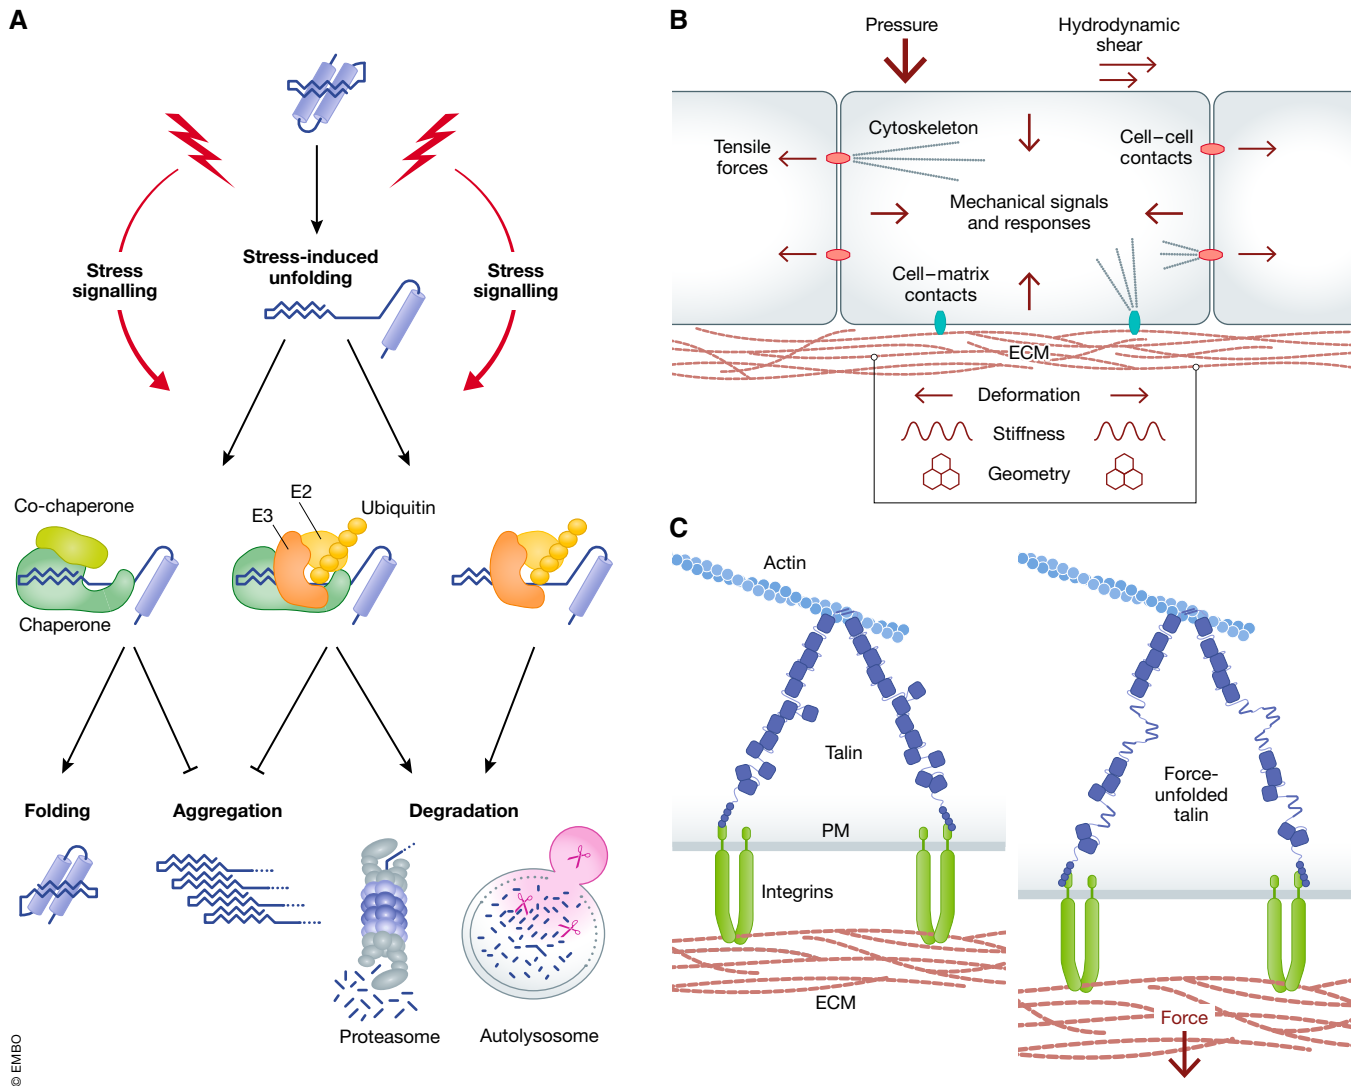 A
Stress
signalling
Stress-induced
unfolding
Stress
signalling
Co-chaperone
Chaperone
E2
E3
Ubiquitin
Folding
Aggregation
Degradation
Proteasome
Autolysosome
© EMBO
B
Pressure
Hydrodynamic
shear
Tensile
forces
Cytoskeleton
Cell–cell
contacts
Mechanical signals
and responses
Cell–matrix
contacts
ECM
Deformation
Stiffness
Geometry
C
Actin
Talin
PM
Integrins
ECM
Force-
unfolded
talin
Force